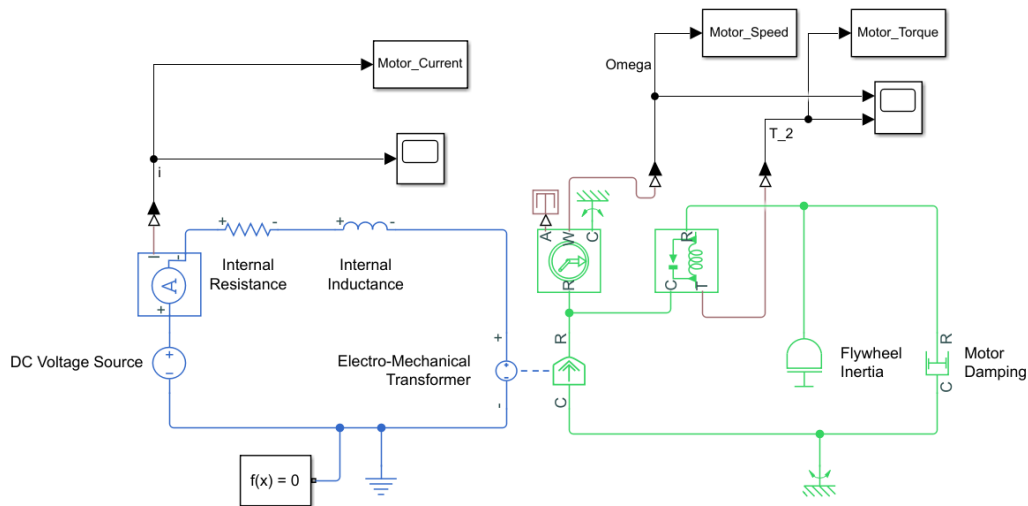 Motor_Speed
Motor_Torque
Motor_Current
Omega
T_2
i
A
W
C
R
I
-
A
+
+
-
+
-
Internal
Resistance
Internal
Inductance
R
C
T
R
DC Voltage Source
+
−
Electro-Mechanical
Transformer
+
-
+
−
R
C
Flywheel
Inertia
R
C
Motor
Damping
f(x) = 0